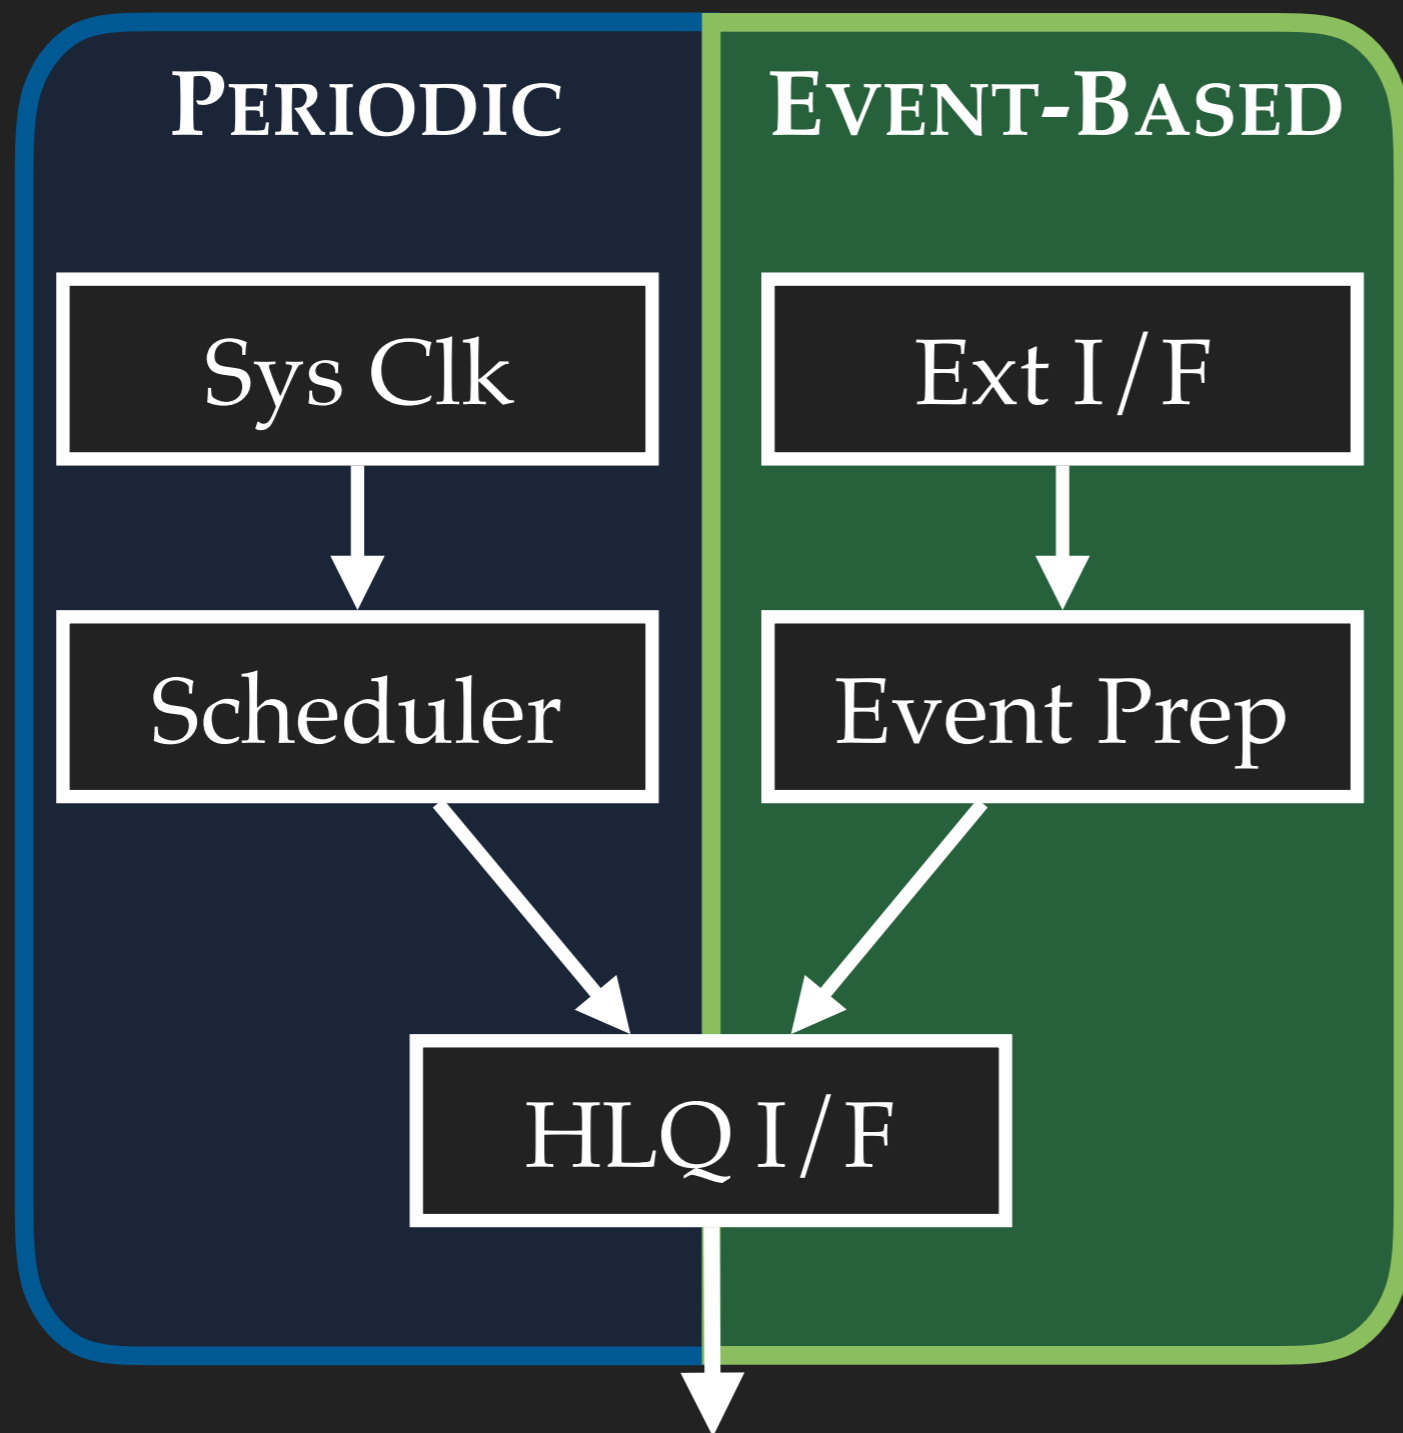 PERIODIC
EVENT-BASED
Sys Clk
Ext I/F
Scheduler
Event Prep
HLQ I/F